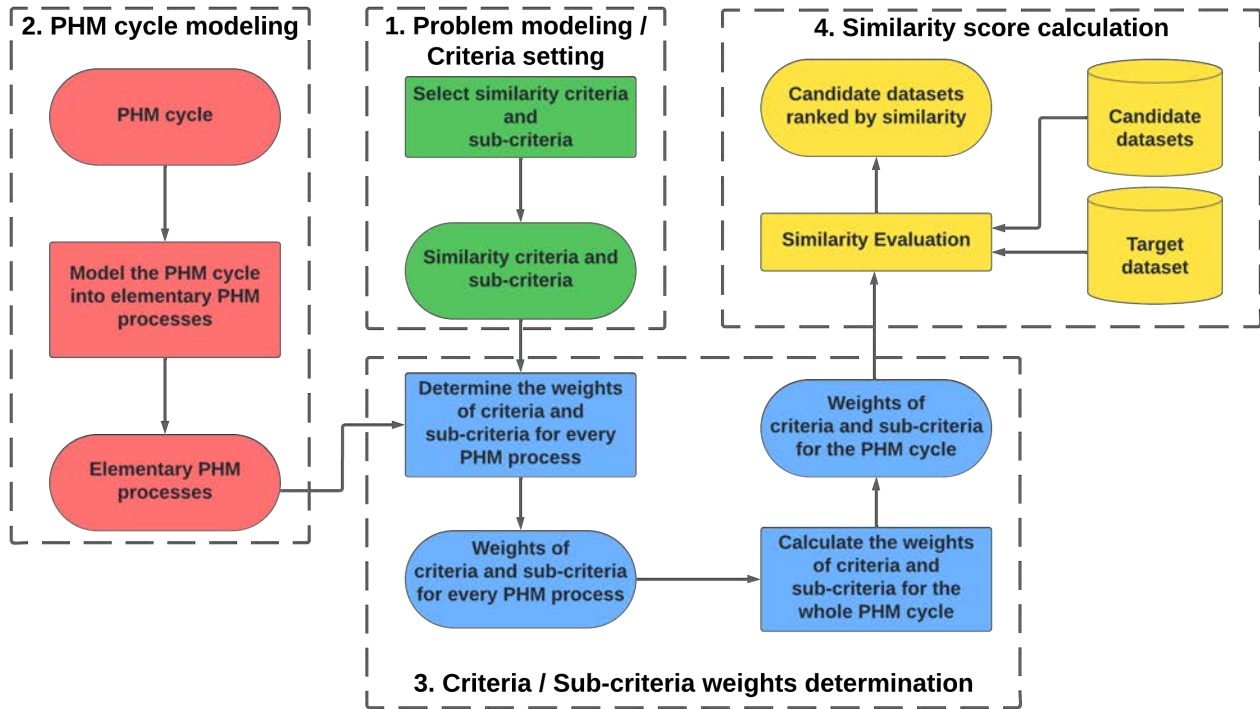 2. PHM cycle modeling
PHM cycle
Model the PHM cycle
into elementary PHM
processes
Elementary PHM
processes
1. Problem modeling /
Criteria setting
Select similarity criteria
and
sub-criteria
Similarity criteria and
sub-criteria
4. Similarity score calculation
Candidate datasets
ranked by similarity
Candidate
datasets
Similarity Evaluation
Target
dataset
Determine the weights
of criteria and
sub-criteria for every
PHM process
Weights of
criteria and sub-criteria
for every PHM process
Weights of
criteria and sub-criteria
for the PHM cycle
Calculate the weights
of criteria and
sub-criteria for the
whole PHM cycle
3. Criteria / Sub-criteria weights determination